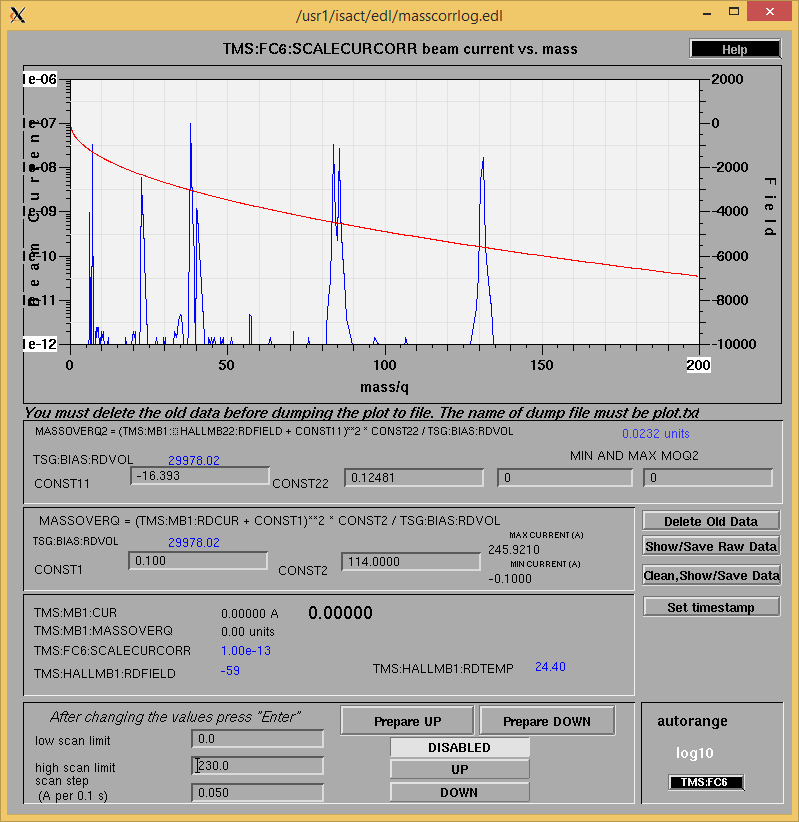 /usr1/isact/edl/masscorrlog.edl
TMS:FC6:SCALECURCORR beam current vs. mass
Help
1e-06
1e-07
1e-08
1e-09
1e-10
1e-11
1e-12
Beam Current
2000
0
-2000
-4000
-6000
-8000
-10000
Field
0 50 100 150 200
mass/q
You must delete the old data before dumping the plot to file. The name of dump file must be plot.txt
MASSOVERQ2 = (TMS:MB1:□HALLMB22:RDFIELD + CONST11)**2 * CONST22 / TSG:BIAS:RDVOL
0.0232 units
TSG:BIAS:RDVOL 29978.02
MIN AND MAX MOQ2
CONST11 -16.393 CONST22 0.12481 0 0
MASSOVERQ = (TMS:MB1:RDCUR + CONST1)**2 * CONST2 / TSG:BIAS:RDVOL
TSG:BIAS:RDVOL 29978.02
MAX CURRENT (A)
245.9210
MIN CURRENT (A)
-0.1000
CONST1 0.100 CONST2 114.0000
Delete Old Data
Show/Save Raw Data
Clean,Show/Save Data
Set timestamp
TMS:MB1:CUR 0.00000 A 0.00000
TMS:MB1:MASSOVERQ 0.00 units
TMS:FC6:SCALECURCORR 1.00e-13
TMS:HALLMB1:RDFIELD -59
TMS:HALLMB1:RDTEMP 24.40
After changing the values press "Enter"
low scan limit 0.0
high scan limit 230.0
scan step
(A per 0.1 s) 0.050
Prepare UP
Prepare DOWN
DISABLED
UP
DOWN
autorange
log10
TMS:FC6